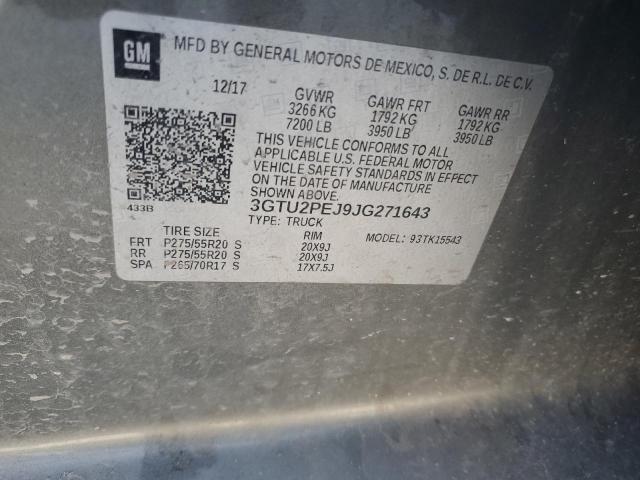 GM
MFD BY GENERAL MOTORS DE MEXICO, S. DE R.L. DE C.V.
12/17 GVWR GAWR FRT GAWR RR
3266 KG 1792 KG 1792 KG
7200 LB 3950 LB 3950 LB
THIS VEHICLE CONFORMS TO ALL
APPLICABLE U.S. FEDERAL MOTOR
VEHICLE SAFETY STANDARDS IN EFFECT
ON THE DATE OF MANUFACTURE
SHOWN ABOVE.
433B 3GTU2PEJ9JG271643
TYPE: TRUCK
TIRE SIZE RIM MODEL: 93TK15543
FRT P275/55R20 S 20X9J
RR P275/55R20 S 20X9J
SPA P265/70R17 S 17X7.5J